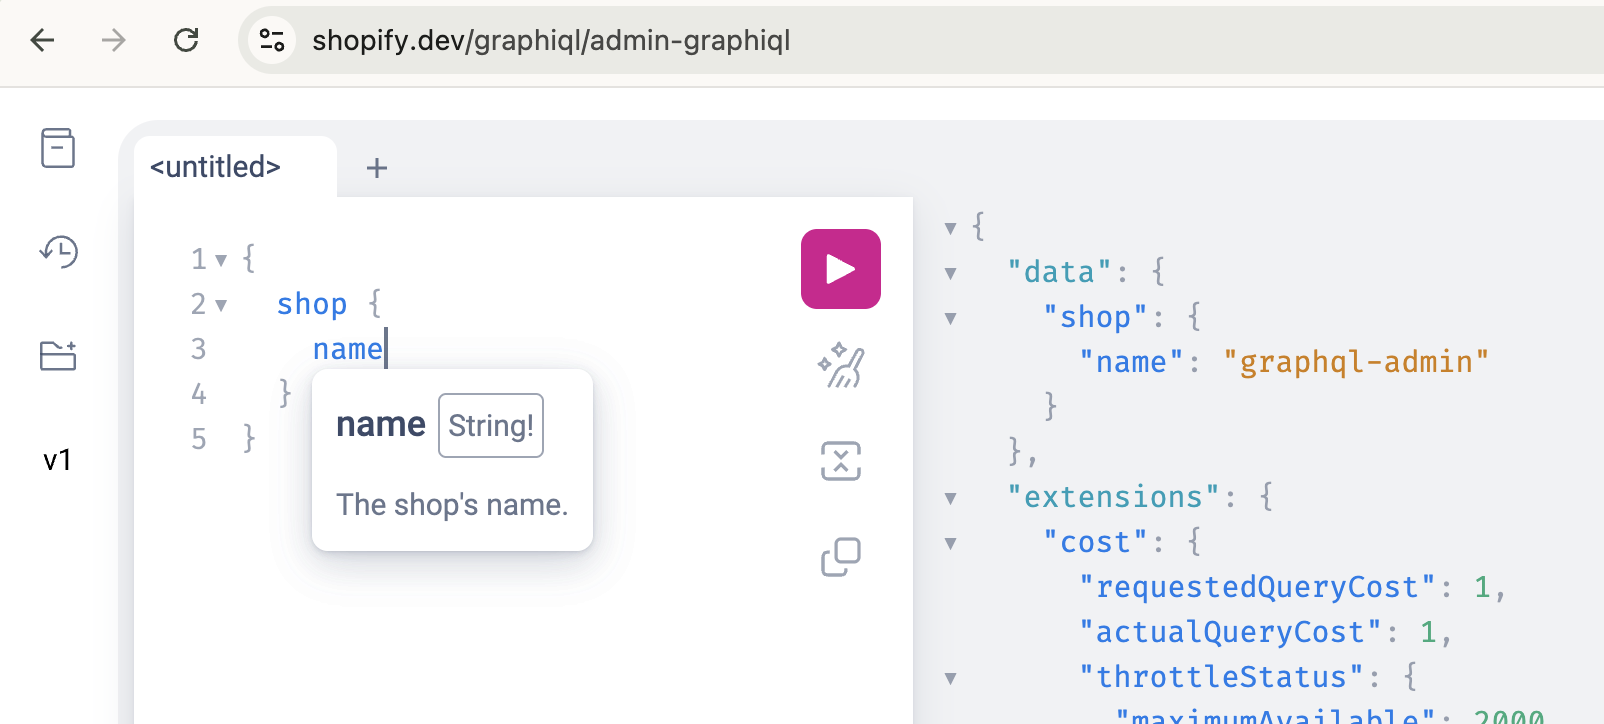 shopify.dev/graphiql/admin-graphiql
<untitled>
+
1 {
2 shop {
3 name
4 }
5 }
name String!
The shop's name.
v1
{
"data": {
"shop": {
"name": "graphql-admin"
}
},
"extensions": {
"cost": {
"requestedQueryCost": 1,
"actualQueryCost": 1,
"throttleStatus": {
"maximumAvailable": 2000